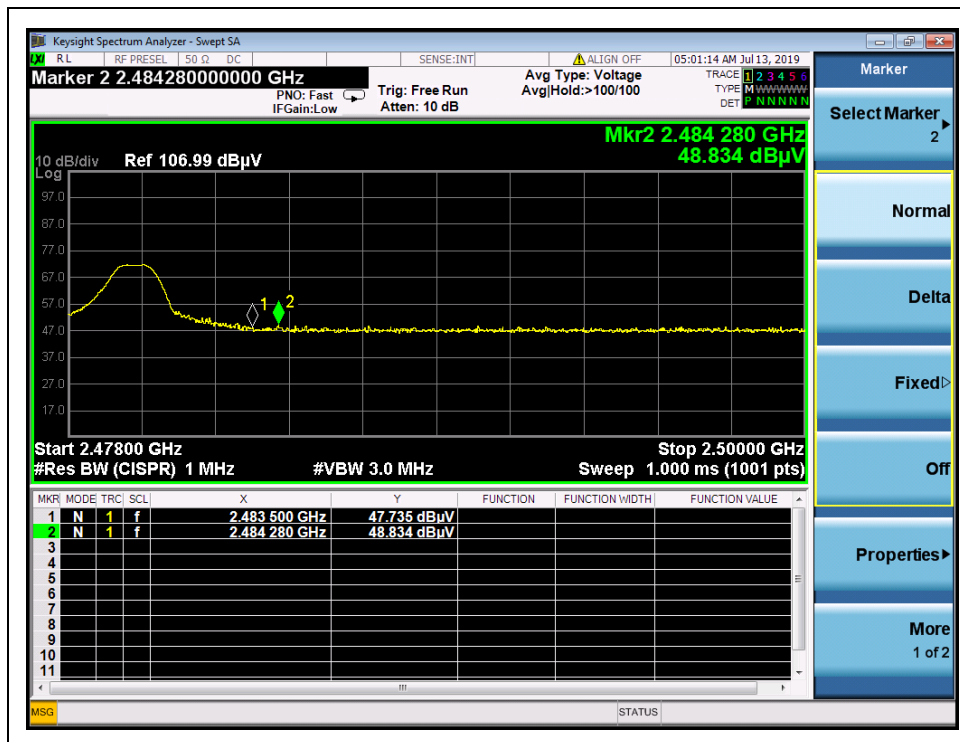 Keysight Spectrum Analyzer - Swept SA
LXI RL RF PRESEL 50 Ω DC SENSE:INT ALIGN OFF 05:01:14 AM Jul 13, 2019
Marker 2 2.484280000000 GHz
PNO: Fast
IFGain:Low
Trig: Free Run
Atten: 10 dB
Avg Type: Voltage
Avg|Hold:>100/100
TRACE 1 2 3 4 5 6
TYPE M W W W W W
DET P N N N N N
Mkr2 2.484 280 GHz
48.834 dBµV
10 dB/div Ref 106.99 dBµV
Log
97.0
87.0
77.0
67.0
57.0
47.0
37.0
27.0
17.0
1 2
Start 2.47800 GHz Stop 2.50000 GHz
#Res BW (CISPR) 1 MHz #VBW 3.0 MHz Sweep 1.000 ms (1001 pts)
MKR MODE TRC SCL X Y FUNCTION FUNCTION WIDTH FUNCTION VALUE
1 N 1 f 2.483 500 GHz 47.735 dBµV
2 N 1 f 2.484 280 GHz 48.834 dBµV
3
4
5
6
7
8
9
10
11
MSG STATUS
Marker
Select Marker
2
Normal
Delta
Fixed
Off
Properties
More
1 of 2